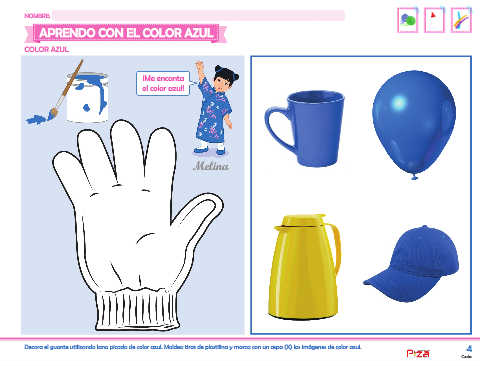 NOMBRE:
APRENDO CON EL COLOR AZUL
COLOR AZUL
¡Me encanta
el color azul!
Melina
Decora el guante utilizando lana picada de color azul. Moldea tiras de plastilina y marca con un aspa (X) las imágenes de color azul.
PIZA
4